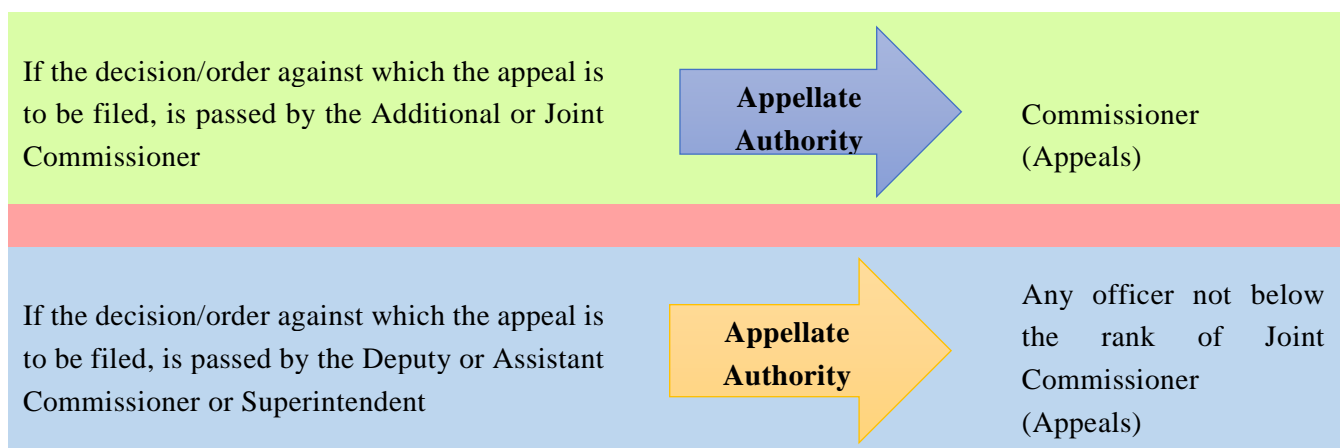 If the decision/order against which the appeal is
to be filed, is passed by the Additional or Joint
Commissioner
Appellate
Authority
Commissioner
(Appeals)
If the decision/order against which the appeal is
to be filed, is passed by the Deputy or Assistant
Commissioner or Superintendent
Appellate
Authority
Any officer not below
the rank of Joint
Commissioner
(Appeals)